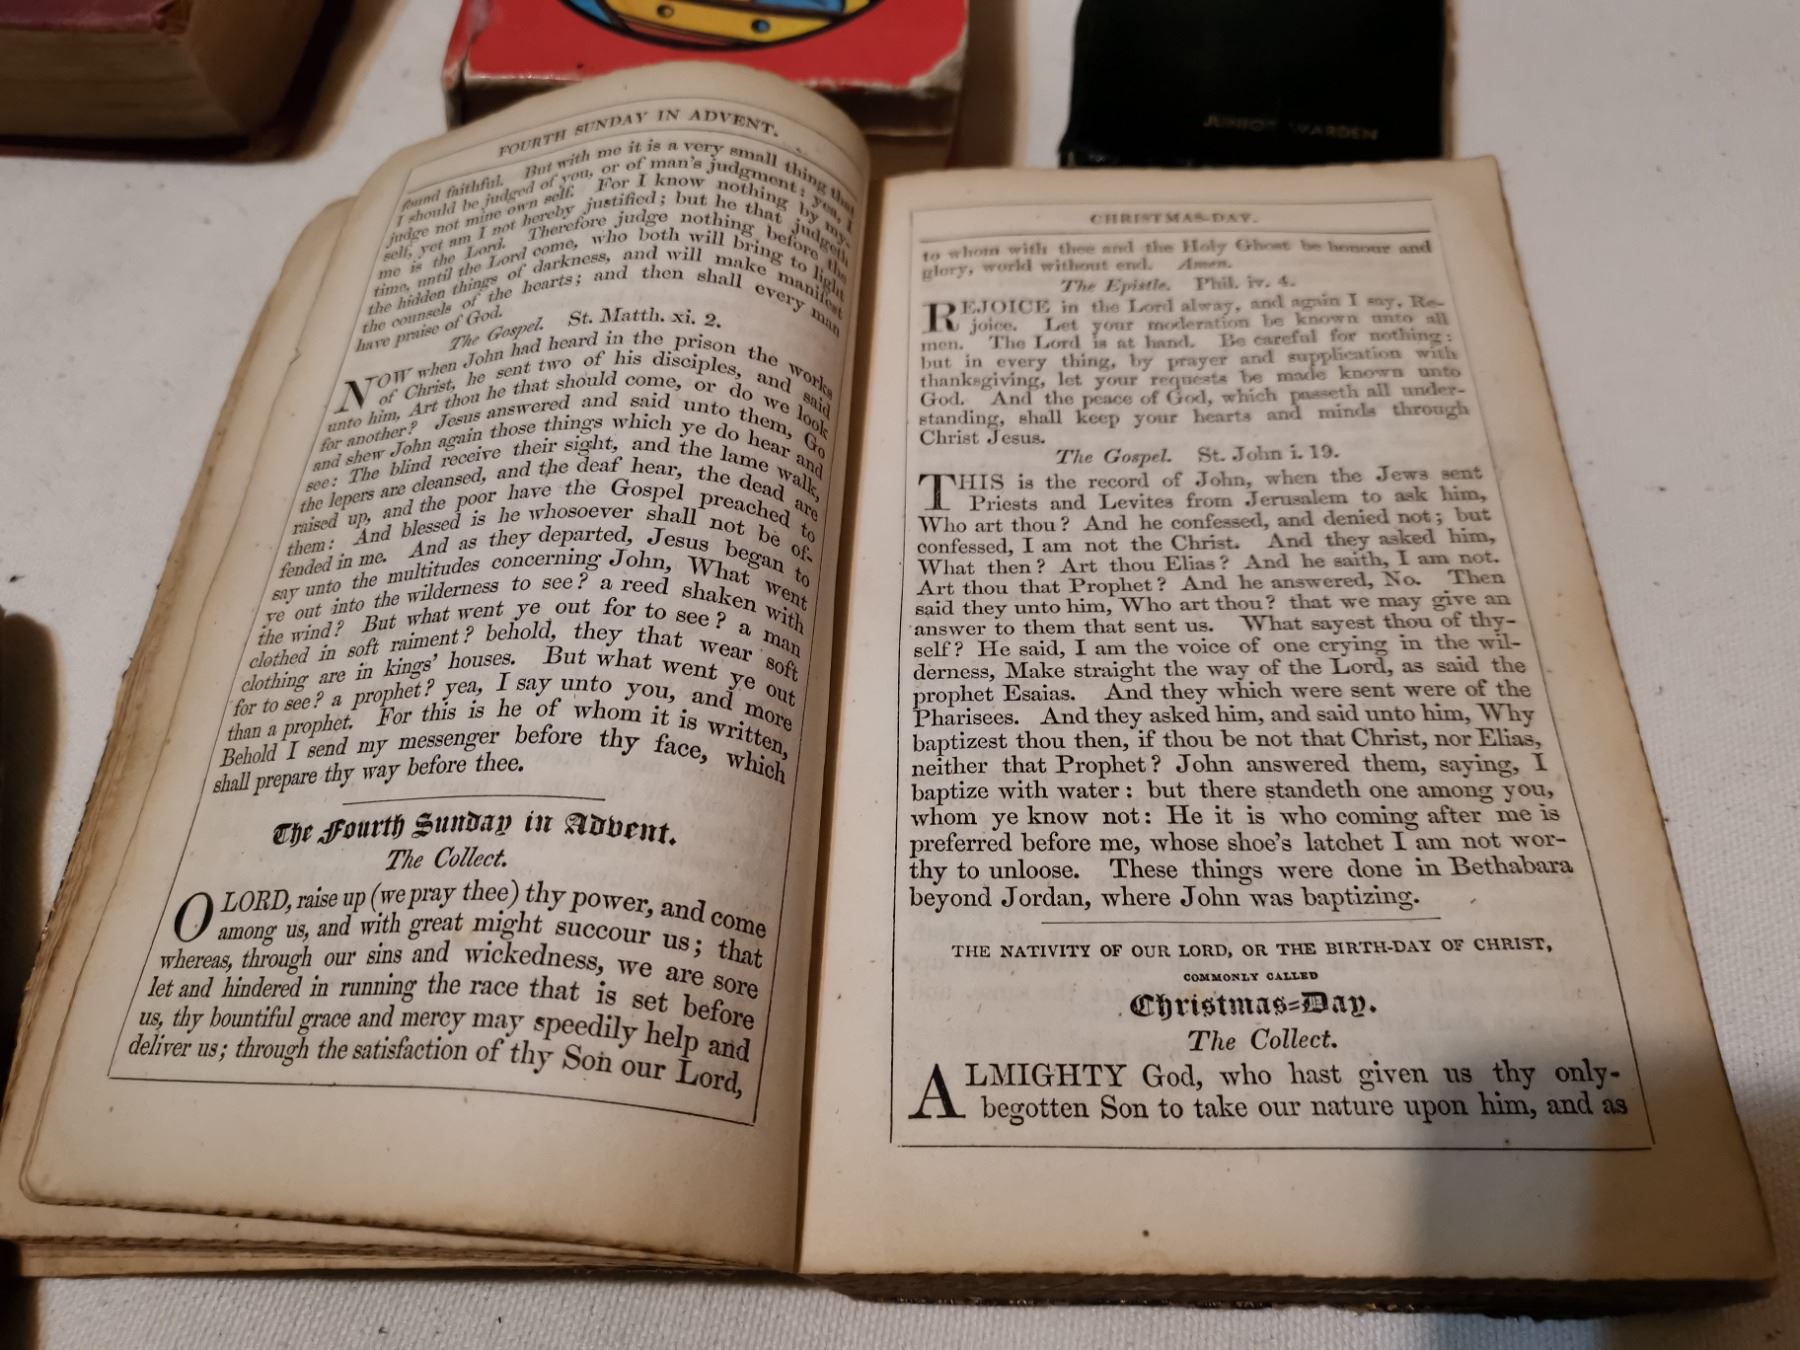 FOURTH SUNDAY IN ADVENT.
found faithful. But with me it is a very small thing that
I should be judged of you, or of man's judgment: yea, I
judge not mine own self. For I know nothing by my-
self, yet am I not hereby justified; but he that judgeth
me is the Lord. Therefore judge nothing before the
time, until the Lord come, who both will bring to light
the hidden things of darkness, and will make manifest
the counsels of the hearts; and then shall every man
have praise of God.
The Gospel. St. Matth. xi. 2.
NOW when John had heard in the prison the works
of Christ, he sent two of his disciples, and said
unto him, Art thou he that should come, or do we look
for another? Jesus answered and said unto them, Go
and shew John again those things which ye do hear and
see: The blind receive their sight, and the lame walk,
the lepers are cleansed, and the deaf hear, the dead are
raised up, and the poor have the Gospel preached to
them: And blessed is he whosoever shall not be of-
fended in me. And as they departed, Jesus began to
say unto the multitudes concerning John, What went
ye out into the wilderness to see? a reed shaken with
the wind? But what went ye out for to see? a man
clothed in soft raiment? behold, they that wear soft
clothing are in kings' houses. But what went ye out
for to see? a prophet? yea, I say unto you, and more
than a prophet. For this is he of whom it is written,
Behold I send my messenger before thy face, which
shall prepare thy way before thee.
The Fourth Sunday in Advent.
The Collect.
O LORD, raise up (we pray thee) thy power, and come
among us, and with great might succour us; that
whereas, through our sins and wickedness, we are sore
let and hindered in running the race that is set before
us, thy bountiful grace and mercy may speedily help and
deliver us; through the satisfaction of thy Son our Lord,
JUNIOR WARDEN
CHRISTMAS-DAY.
to whom with thee and the Holy Ghost be honour and
glory, world without end. Amen.
The Epistle. Phil. iv. 4.
REJOICE in the Lord alway, and again I say, Re-
joice. Let your moderation be known unto all
men. The Lord is at hand. Be careful for nothing:
but in every thing, by prayer and supplication with
thanksgiving, let your requests be made known unto
God. And the peace of God, which passeth all under-
standing, shall keep your hearts and minds through
Christ Jesus.
The Gospel. St. John i. 19.
THIS is the record of John, when the Jews sent
Priests and Levites from Jerusalem to ask him,
Who art thou? And he confessed, and denied not; but
confessed, I am not the Christ. And they asked him,
What then? Art thou Elias? And he saith, I am not.
Art thou that Prophet? And he answered, No. Then
said they unto him, Who art thou? that we may give an
answer to them that sent us. What sayest thou of thy-
self? He said, I am the voice of one crying in the wil-
derness, Make straight the way of the Lord, as said the
prophet Esaias. And they which were sent were of the
Pharisees. And they asked him, and said unto him, Why
baptizest thou then, if thou be not that Christ, nor Elias,
neither that Prophet? John answered them, saying, I
baptize with water: but there standeth one among you,
whom ye know not: He it is who coming after me is
preferred before me, whose shoe's latchet I am not wor-
thy to unloose. These things were done in Bethabara
beyond Jordan, where John was baptizing.
THE NATIVITY OF OUR LORD, OR THE BIRTH-DAY OF CHRIST,
COMMONLY CALLED
Christmas-Day.
The Collect.
ALMIGHTY God, who hast given us thy only-
begotten Son to take our nature upon him, and as